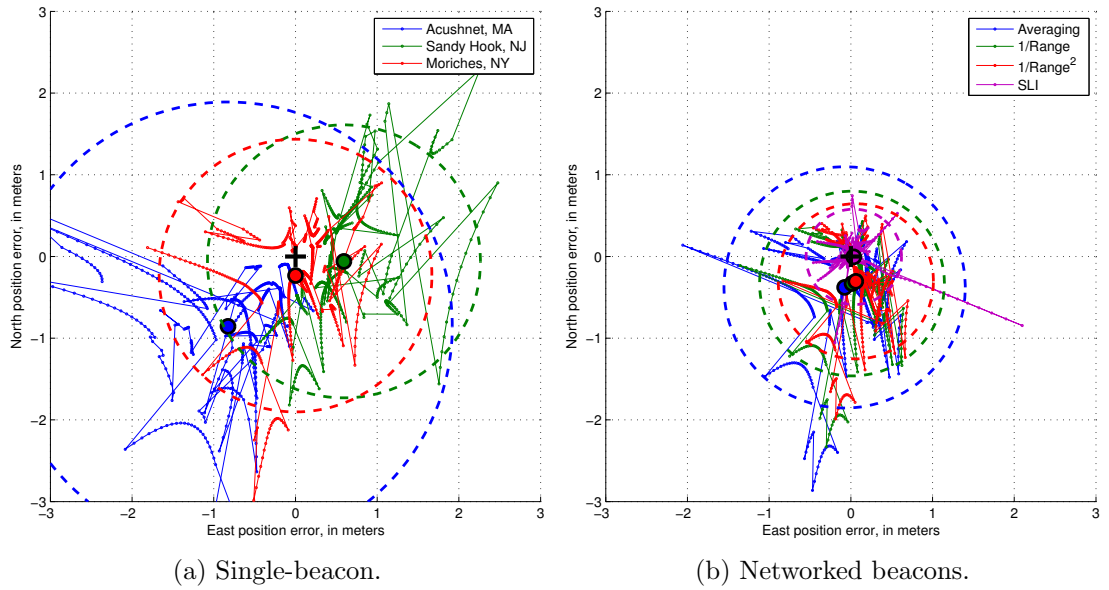 Acushnet, MA
Sandy Hook, NJ
Moriches, NY
3
2
1
0
−1
−2
−3
North position error, in meters
−3 −2 −1 0 1 2 3
East position error, in meters
(a) Single-beacon.
Averaging
1/Range
1/Range²
SLI
3
2
1
0
−1
−2
−3
North position error, in meters
−3 −2 −1 0 1 2 3
East position error, in meters
(b) Networked beacons.